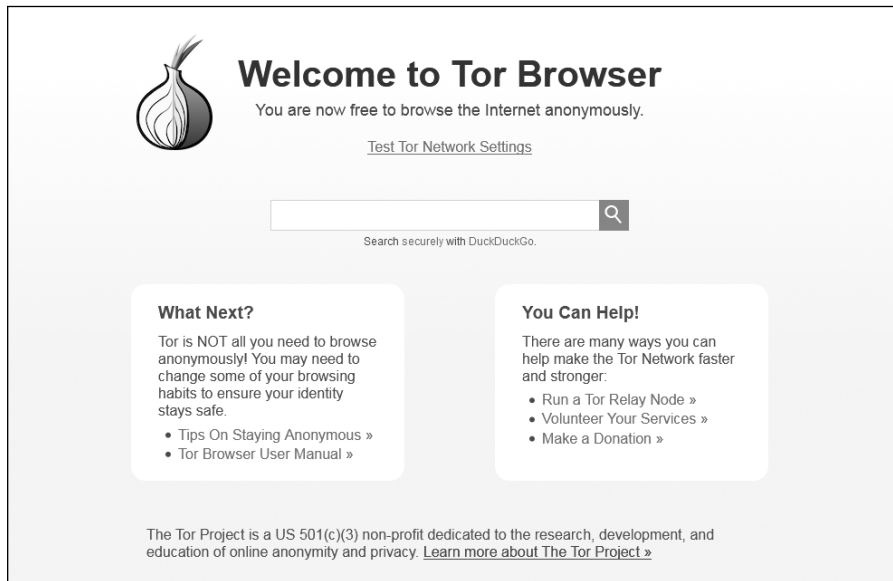 Welcome to Tor Browser
You are now free to browse the Internet anonymously.
Test Tor Network Settings
Search securely with DuckDuckGo.
What Next?
Tor is NOT all you need to browse
anonymously! You may need to
change some of your browsing
habits to ensure your identity
stays safe.
• Tips On Staying Anonymous »
• Tor Browser User Manual »
You Can Help!
There are many ways you can
help make the Tor Network faster
and stronger:
• Run a Tor Relay Node »
• Volunteer Your Services »
• Make a Donation »
The Tor Project is a US 501(c)(3) non-profit dedicated to the research, development, and
education of online anonymity and privacy. Learn more about The Tor Project »